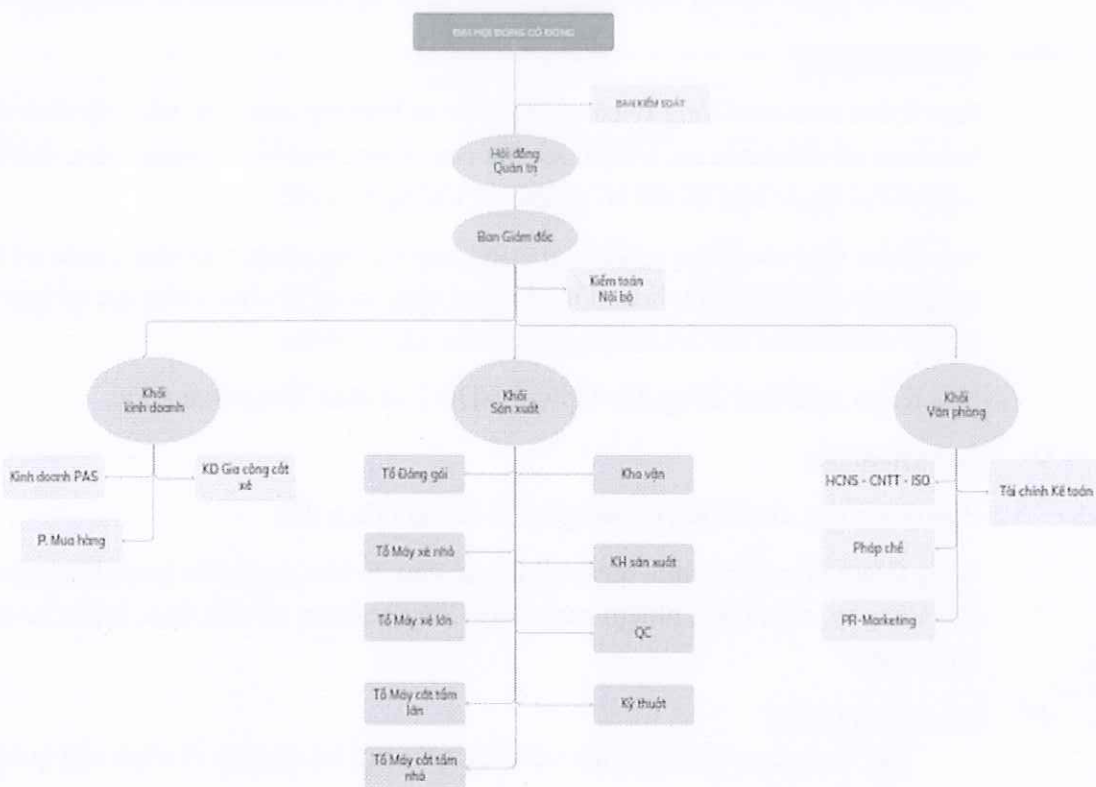 ĐẠI HỘI ĐỒNG CỔ ĐÔNG
BAN KIỂM SOÁT
Hội đồng
Quản trị
Ban Giám đốc
Kiểm toán
Nội bộ
Khối
kinh doanh
Khối
Sản xuất
Khối
Văn phòng
Kinh doanh PAS
KD Gia công cắt
xẻ
P. Mua hàng
Tổ Đóng gói
Kho vận
Tổ Máy xẻ nhỏ
KH sản xuất
Tổ Máy xẻ lớn
QC
Tổ Máy cắt tấm
lớn
Kỹ thuật
Tổ Máy cắt tấm
nhỏ
HCNS - CNTT - ISO
Tài chính Kế toán
Pháp chế
PR-Marketing